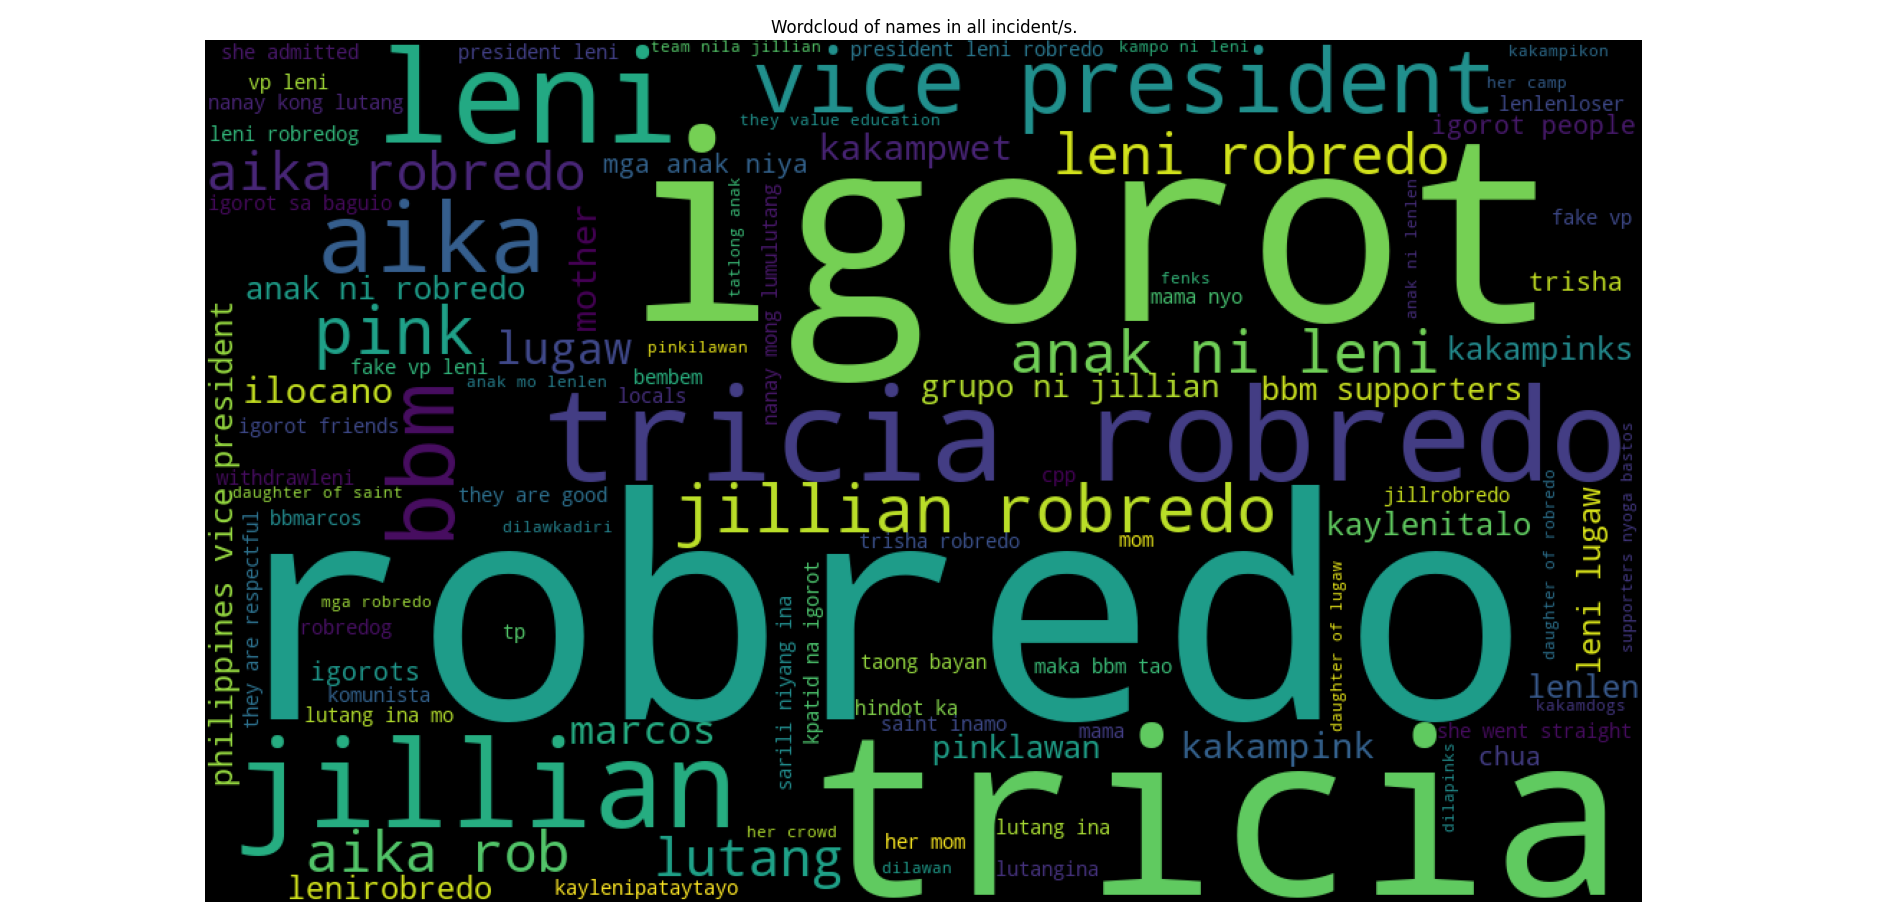 Wordcloud of names in all incident/s.
she admitted
leni
president leni
team nila jillian
president leni robredo
kampo ni leni
kakampikon
vp leni
vice president
her camp
nanay kong lutang
lenlenloser
leni robredog
they value education
igorot people
aika robredo
mga anak niya
kakampwet
leni robredo
igorot
igorot sa baguio
tatlong anak
nanay mong lumulutang
anak ni lenlen
fake vp
aika
mother
fenks
trisha
anak ni robredo
mama nyo
pink
lugaw
pinkilawan
anak ni leni
kakampinks
fake vp leni
bembem
philippines vice president
ilocano
anak mo lenlen
locals
grupo ni jillian
bbm supporters
bbm
tricia robredo
igorot friends
supporters nyoga bastos
withdrawleni
cpp
daughter of saint
they are good
jillian robredo
jillrobredo
daughter of robredo
leni lugaw
bbmarcos
dilawkadiri
kaylenitalo
they are respectful
trisha robredo
mom
robredo
mga robredo
robredog
tp
sarili niyang ina
kpatid na igorot
daughter of lugaw
taong bayan
maka bbm tao
igorots
komunista
lenlen
lutang ina mo
hindot ka
kakamdogs
marcos
saint inamo
mama
she went straight
jillian
pinklawan
kakampink
chua
tricia
dilapinks
aika rob
lutang
her crowd
her mom
lutang ina
dilawan
lutangina
lenirobredo
kaylenipataytayo